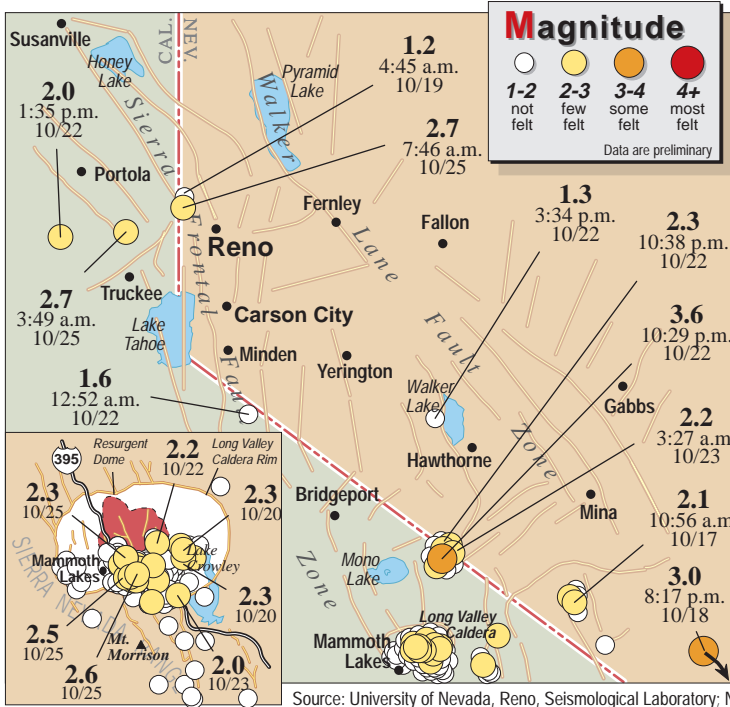 Susanville
CAL.
NEV.
Honey
Lake
Pyramid
Lake
Walker
Lane
Fault
Zone
Sierra
Frontal
Fault
Zone
Magnitude
1-2
not
felt
2-3
few
felt
3-4
some
felt
4+
most
felt
Data are preliminary
2.0
1:35 p.m.
10/22
1.2
4:45 a.m.
10/19
2.7
7:46 a.m.
10/25
Portola
Fernley
Fallon
1.3
3:34 p.m.
10/22
2.3
10:38 p.m.
10/22
Reno
2.7
3:49 a.m.
10/25
Truckee
Lake
Tahoe
Carson City
Minden
Yerington
3.6
10:29 p.m.
10/22
1.6
12:52 a.m.
10/22
Walker
Lake
Gabbs
Hawthorne
2.2
3:27 a.m
10/23
Bridgeport
Mina
2.1
10:56 a.m
10/17
Mono
Lake
3.0
8:17 p.m.
10/18
Long Valley
Caldera
Mammoth
Lakes
395
Resurgent
Dome
2.2
10/22
Long Valley
Caldera Rim
2.3
10/25
2.3
10/20
Mammoth
Lakes
Lake
Crowley
SIERRA NEVADA RANGE
2.3
10/20
2.5
10/25
Mt.
Morrison
2.6
10/25
2.0
10/23
Source: University of Nevada, Reno, Seismological Laboratory;